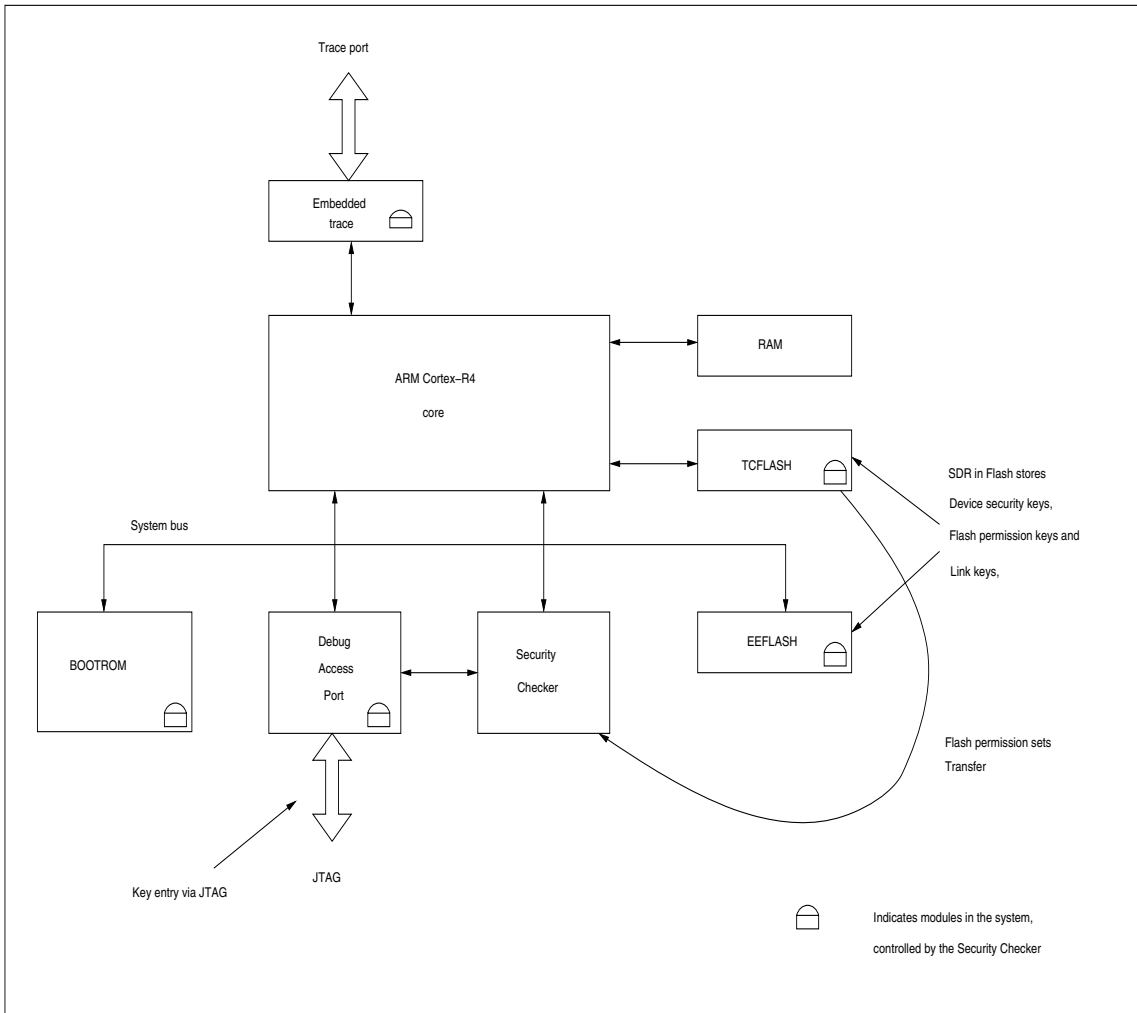 Trace port
Embedded
trace
ARM Cortex–R4
core
RAM
TCFLASH
SDR in Flash stores
Device security keys,
Flash permission keys and
Link keys,
System bus
BOOTROM
Debug
Access
Port
Security
Checker
EEFLASH
Flash permission sets
Transfer
Key entry via JTAG
JTAG
Indicates modules in the system,
controlled by the Security Checker